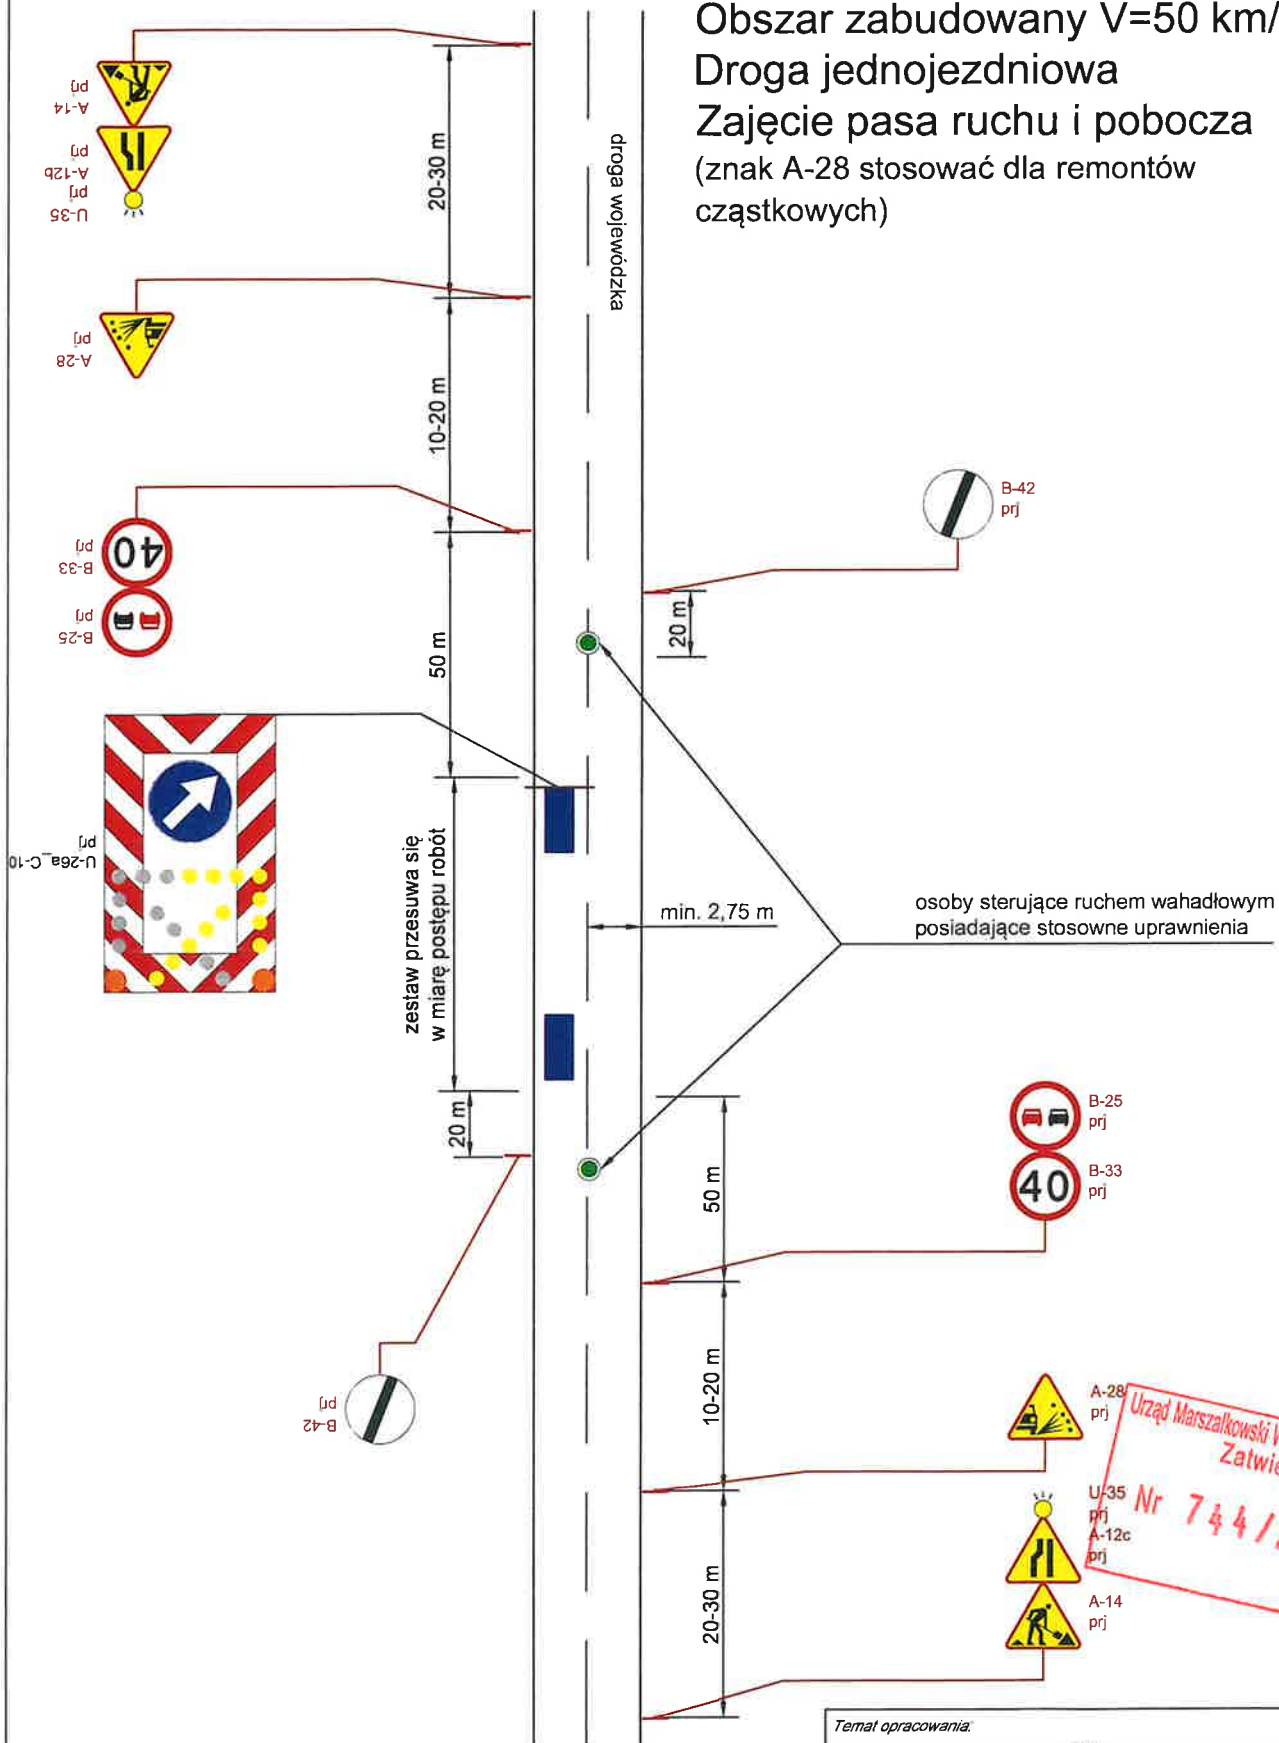 Obszar zabudowany V=50 km/
Droga jednojezdniowa
Zajęcie pasa ruchu i pobocza
(znak A-28 stosować dla remontów
cząstkowych)
A-14
prj
A-12b
prj
U-35
prj
20-30 m
droga wojewódzka
A-28
prj
10-20 m
B-42
prj
40
B-33
prj
B-25
prj
50 m
20 m
U-26a_C-10
prj
zestaw przesuwa się
w miarę postępu robót
min. 2,75 m
osoby sterujące ruchem wahadłowym
posiadające stosowne uprawnienia
20 m
50 m
B-25
prj
40
B-33
prj
B-42
prj
10-20 m
A-28
prj
Urząd Marszałkowski
Nr 744/
U-35
prj
A-12c
prj
20-30 m
A-14
prj
Temat opracowania: